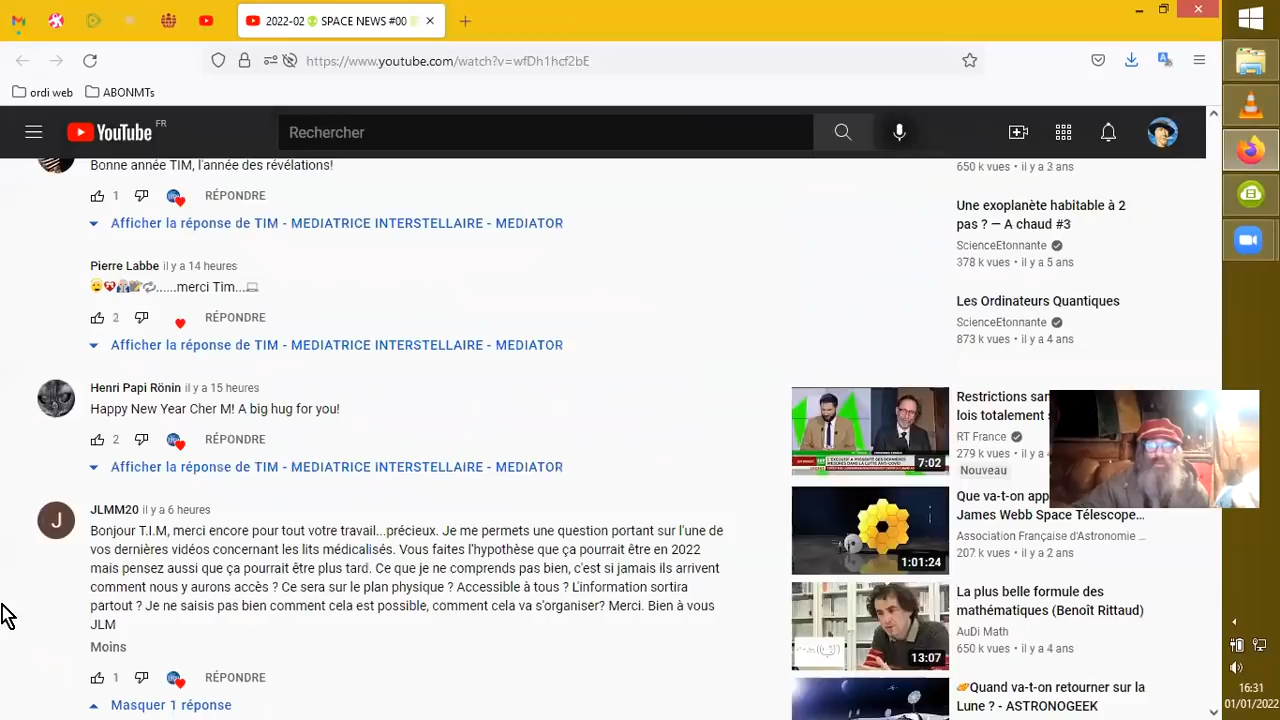 2022-02 SPACE NEWS #00
https://www.youtube.com/watch?v=wfDh1hcf2bE
ordi web
ABONMTs
YouTube FR
Rechercher
Bonne année TIM, l'année des révélations!
1 RÉPONDRE
Afficher la réponse de TIM - MEDIATRICE INTERSTELLAIRE - MEDIATOR
Pierre Labbe il y a 14 heures
......merci Tim...
2 RÉPONDRE
Afficher la réponse de TIM - MEDIATRICE INTERSTELLAIRE - MEDIATOR
Henri Papi Rönin il y a 15 heures
Happy New Year Cher M! A big hug for you!
2 RÉPONDRE
Afficher la réponse de TIM - MEDIATRICE INTERSTELLAIRE - MEDIATOR
J
JLMM20 il y a 6 heures
Bonjour T.I.M, merci encore pour tout votre travail...précieux. Je me permets une question portant sur l'une de
vos dernières vidéos concernant les lits médicalisés. Vous faites l'hypothèse que ça pourrait être en 2022
mais pensez aussi que ça pourrait être plus tard. Ce que je ne comprends pas bien, c'est si jamais ils arrivent
comment nous y aurons accès ? Ce sera sur le plan physique ? Accessible à tous ? L'information sortira
partout ? Je ne saisis pas bien comment cela est possible, comment cela va s'organiser? Merci. Bien à vous
JLM
Moins
1 RÉPONDRE
Masquer 1 réponse
650 k vues • il y a 3 ans
Une exoplanète habitable à 2
pas ? — A chaud #3
ScienceEtonnante
378 k vues • il y a 5 ans
Les Ordinateurs Quantiques
ScienceEtonnante
873 k vues • il y a 4 ans
7:02
Restrictions
lois totalement
RT France
279 k
Nouveau
1:01:24
Que va-t-on
James Webb Space Télescope...
Association Française d'Astronomie ...
207 k vues • il y a 2 ans
13:07
La plus belle formule des
mathématiques (Benoît Rittaud)
AuDi Math
650 k vues • il y a 4 ans
Quand va-t-on retourner sur la
Lune ? - ASTRONOGEEK
16:31
01/01/2022